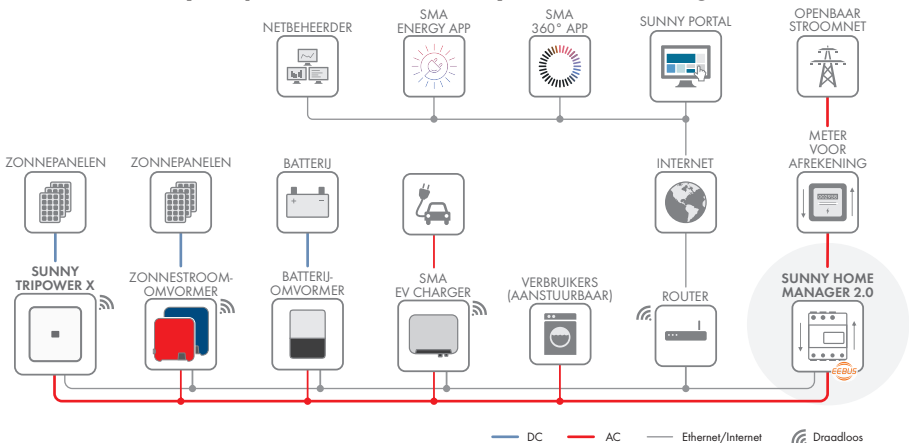 NETBEHEERDER
SMA
ENERGY APP
SMA
360° APP
SUNNY PORTAL
OPENBAAR
STROOMNET
ZONNEPANELEN
ZONNEPANELEN
BATTERIJ
INTERNET
METER
VOOR
AFREKENING
SUNNY
TRIPOWER X
ZONNESTROOM-
OMVORMER
BATTERIJ-
OMVORMER
SMA
EV CHARGER
VERBRUIKERS
(AANSTUURBAAR)
ROUTER
SUNNY HOME
MANAGER 2.0
EEBUS
DC
AC
Ethernet/Internet
Draadloos